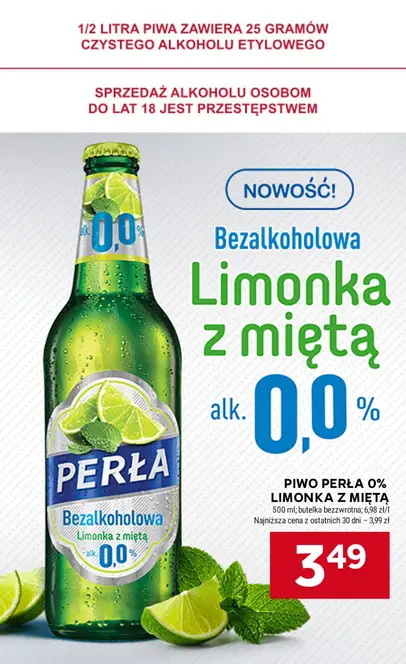 1/2 LITRA PIWA ZAWIERA 25 GRAMÓW
CZYSTEGO ALKOHOLU ETYLOWEGO
SPRZEDAŻ ALKOHOLU OSOBOM
DO LAT 18 JEST PRZESTĘPSTWEM
NOWOŚĆ!
Bezalkoholowa
Limonka
z miętą
alk. 0,0%
alk. 0,0%
PERŁA
Bezalkoholowa
Limonka z miętą
alk. 0,0%
PIWO PERŁA 0%
LIMONKA Z MIĘTĄ
500 ml; butelka bezzwrotna; 6,98 zł/l
Najniższa cena z ostatnich 30 dni – 3,99 zł
3.49